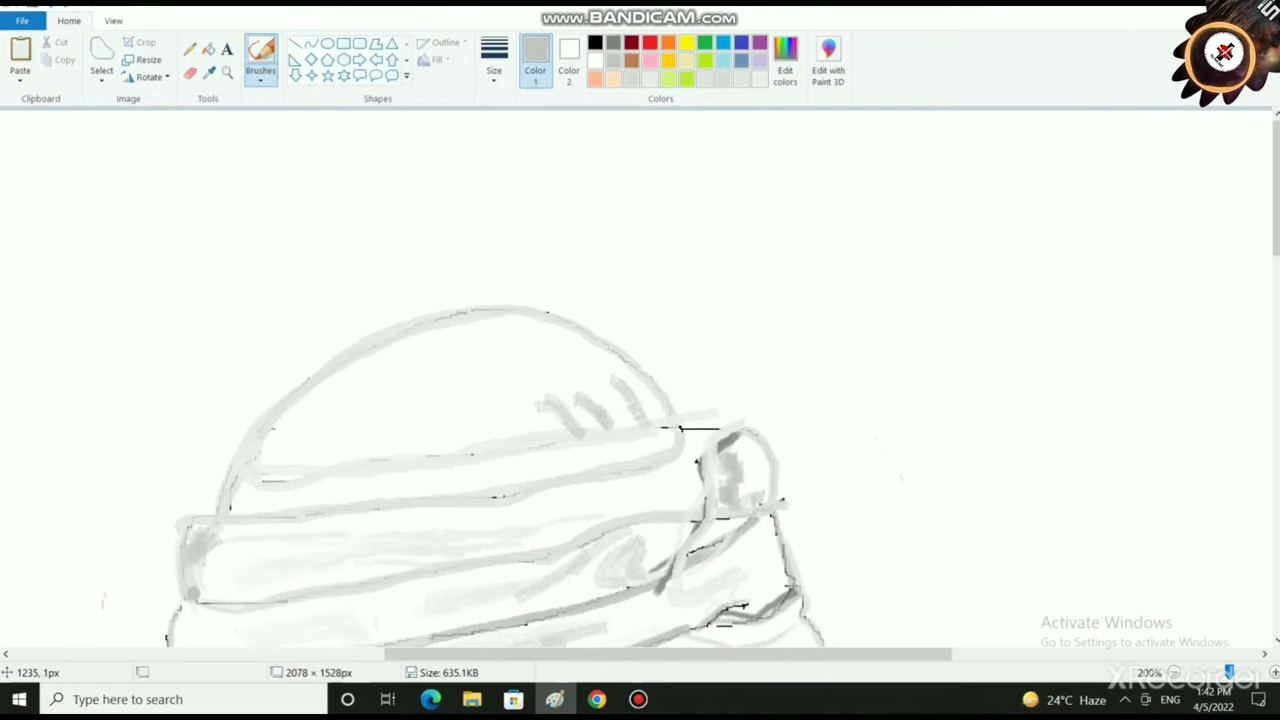 www.BANDICAM.com
File Home View
Paste
Cut
Copy
Clipboard
Select
Crop
Resize
Rotate
Image
Tools
Brushes
Shapes
Outline
Fill
Size
Color 1
Color 2
Edit colors
Colors
Edit with Paint 3D
Activate Windows
Go to Settings to activate Windows.
1235, 1px
2078 × 1528px
Size: 635.1KB
200%
XRecorder
Type here to search
24°C Haze
ENG
1:42 PM
4/5/2022